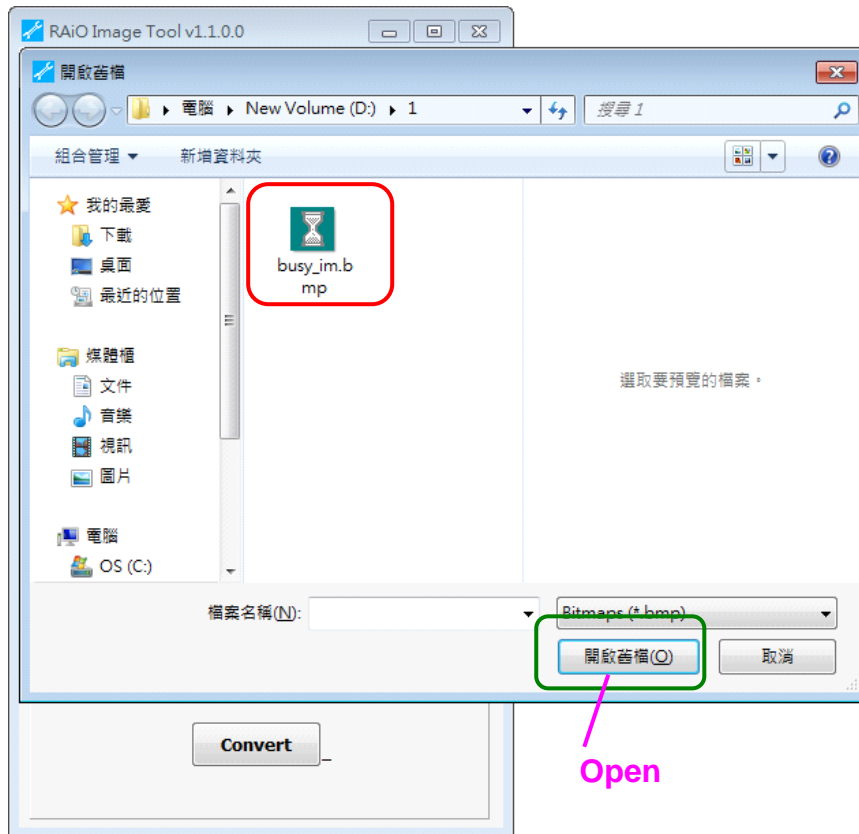 RAiO Image Tool v1.1.0.0
開啟舊檔
電腦 New Volume (D:) 1
搜尋 1
組合管理 新增資料夾
我的最愛
下載
桌面
最近的位置
媒體櫃
文件
音樂
視訊
圖片
電腦
OS (C:)
busy_im.b
mp
選取要預覽的檔案。
檔案名稱(N):
Bitmaps (*.bmp)
開啟舊檔(O) 取消
Convert
Open